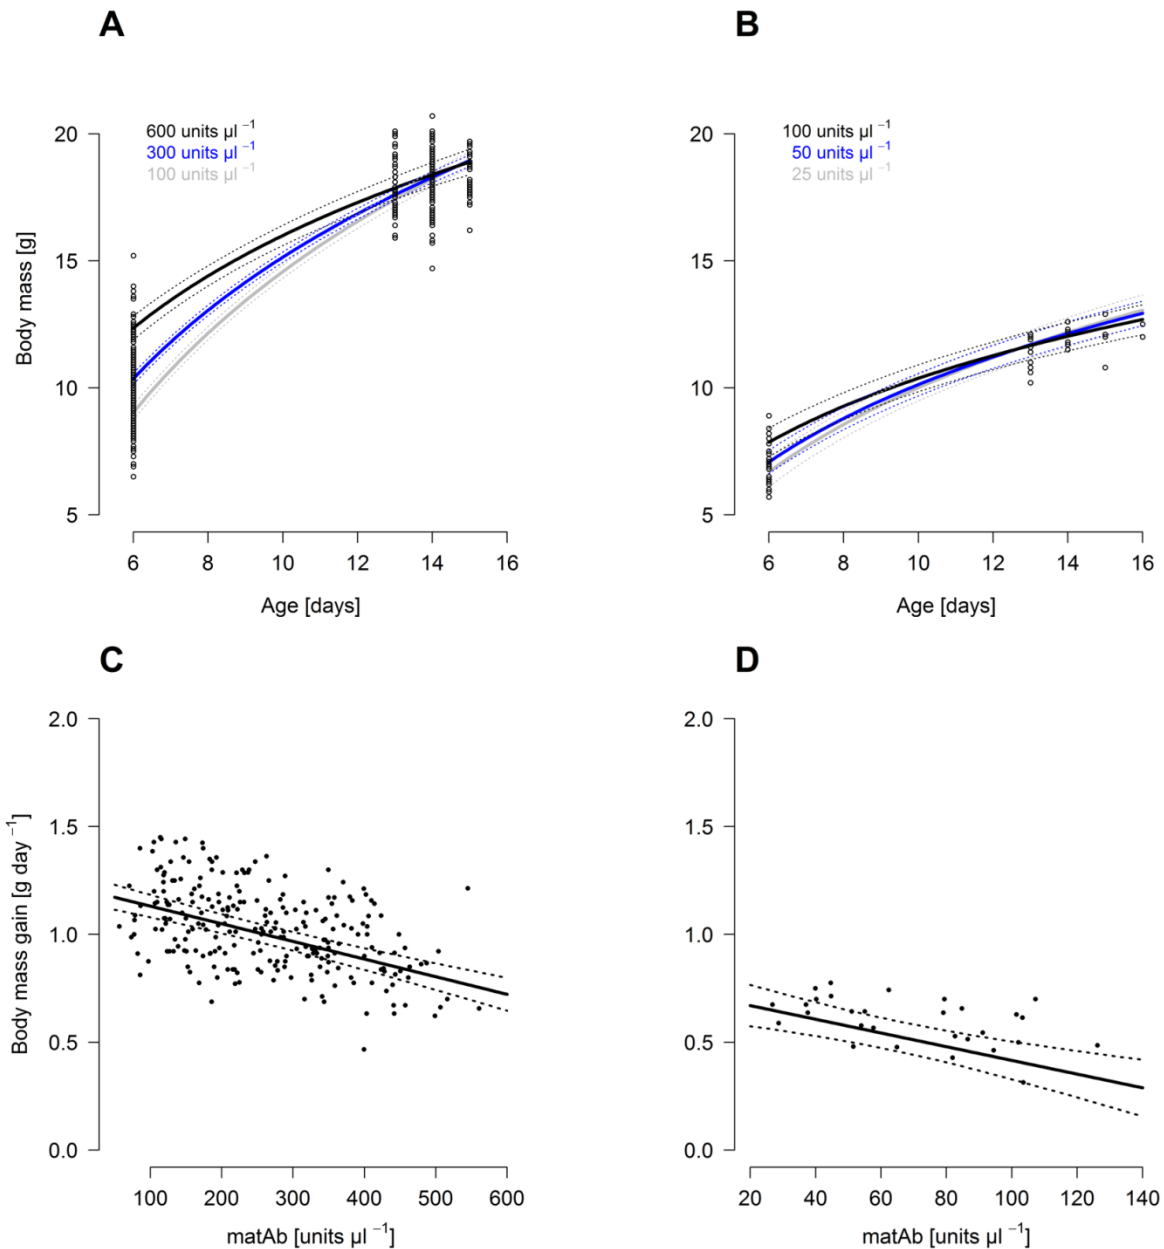 A
B
600 units µl⁻¹
300 units µl⁻¹
100 units µl⁻¹
100 units µl⁻¹
50 units µl⁻¹
25 units µl⁻¹
20
15
10
5
20
15
10
5
Body mass [g]
6 8 10 12 14 16
6 8 10 12 14 16
Age [days]
Age [days]
C
D
2.0
1.5
1.0
0.5
0.0
2.0
1.5
1.0
0.5
0.0
Body mass gain [g day⁻¹]
100 200 300 400 500 600
20 40 60 80 100 120 140
matAb [units µl⁻¹]
matAb [units µl⁻¹]